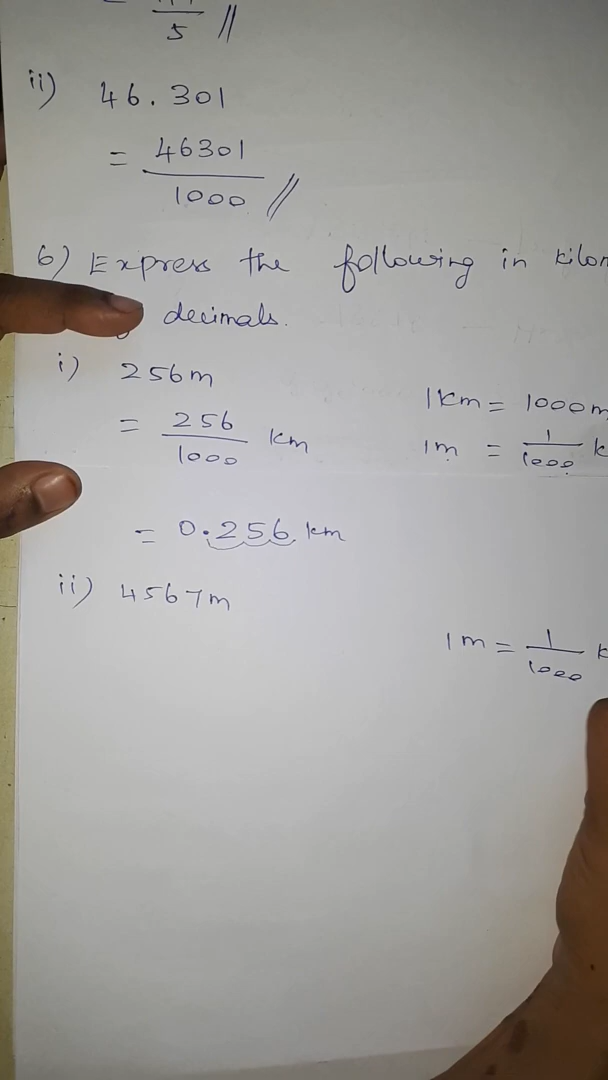 5 //
ii) 46.301
= 46301/1000 //
6) Express the following in kilom
decimals.
i) 256m
1km = 1000m
= 256/1000 km
1m = 1/1000 k
= 0.256 km
ii) 4567m
1m = 1/1000 k